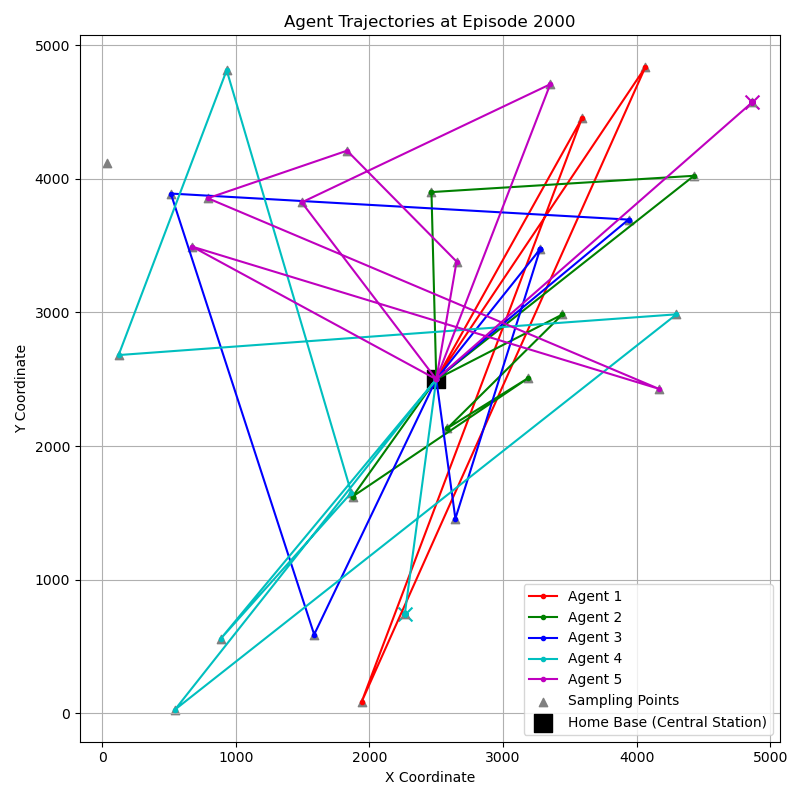 Agent Trajectories at Episode 2000
5000
4000
3000
2000
1000
0
Y Coordinate
0 1000 2000 3000 4000 5000
X Coordinate
Agent 1
Agent 2
Agent 3
Agent 4
Agent 5
Sampling Points
Home Base (Central Station)